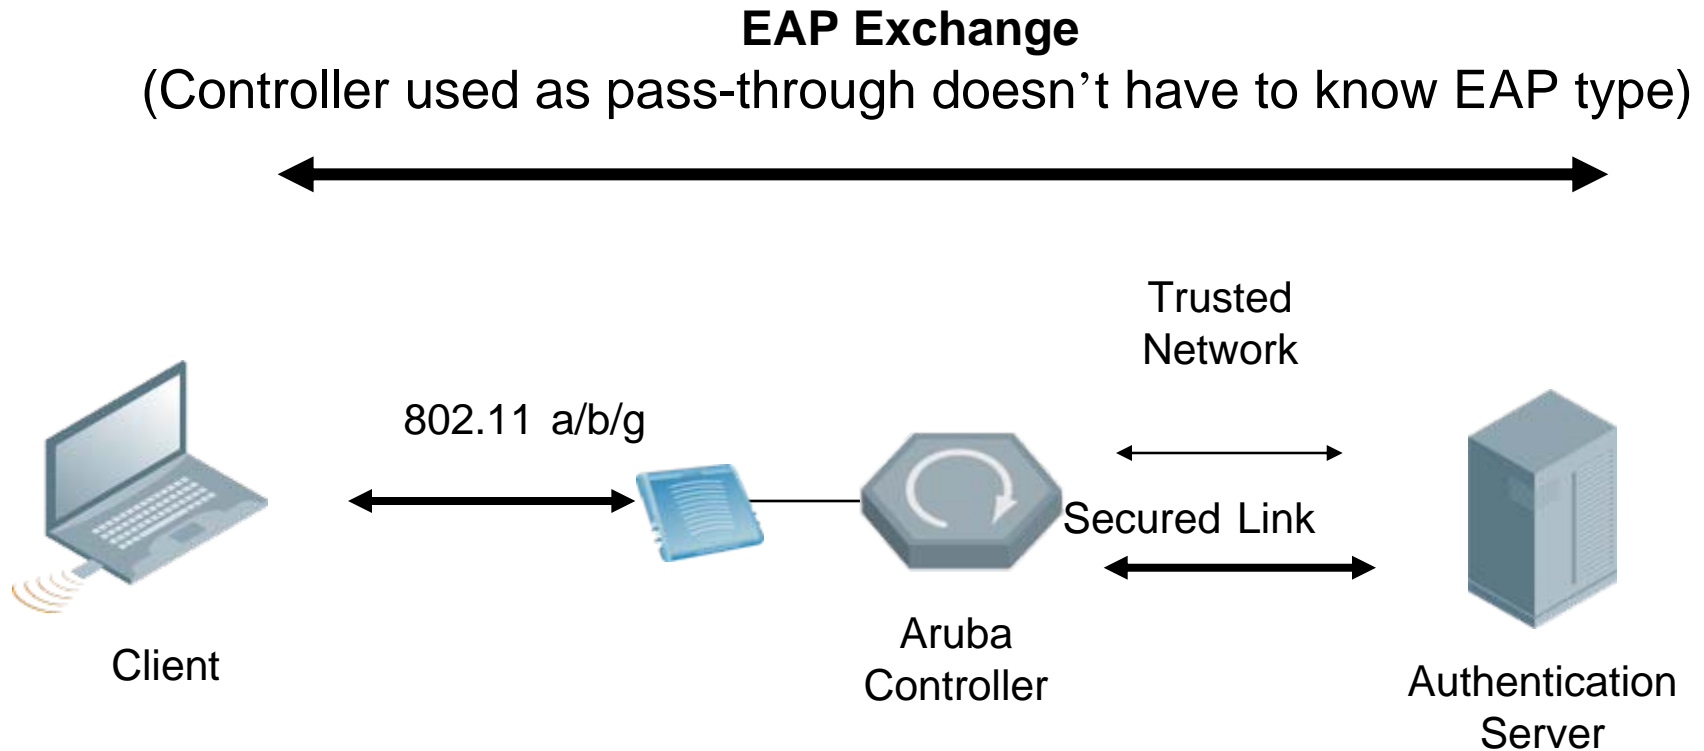 EAP Exchange
(Controller used as pass-through doesn’t have to know EAP type)
Trusted
Network
802.11 a/b/g
Secured Link
Client
Aruba
Controller
Authentication
Server